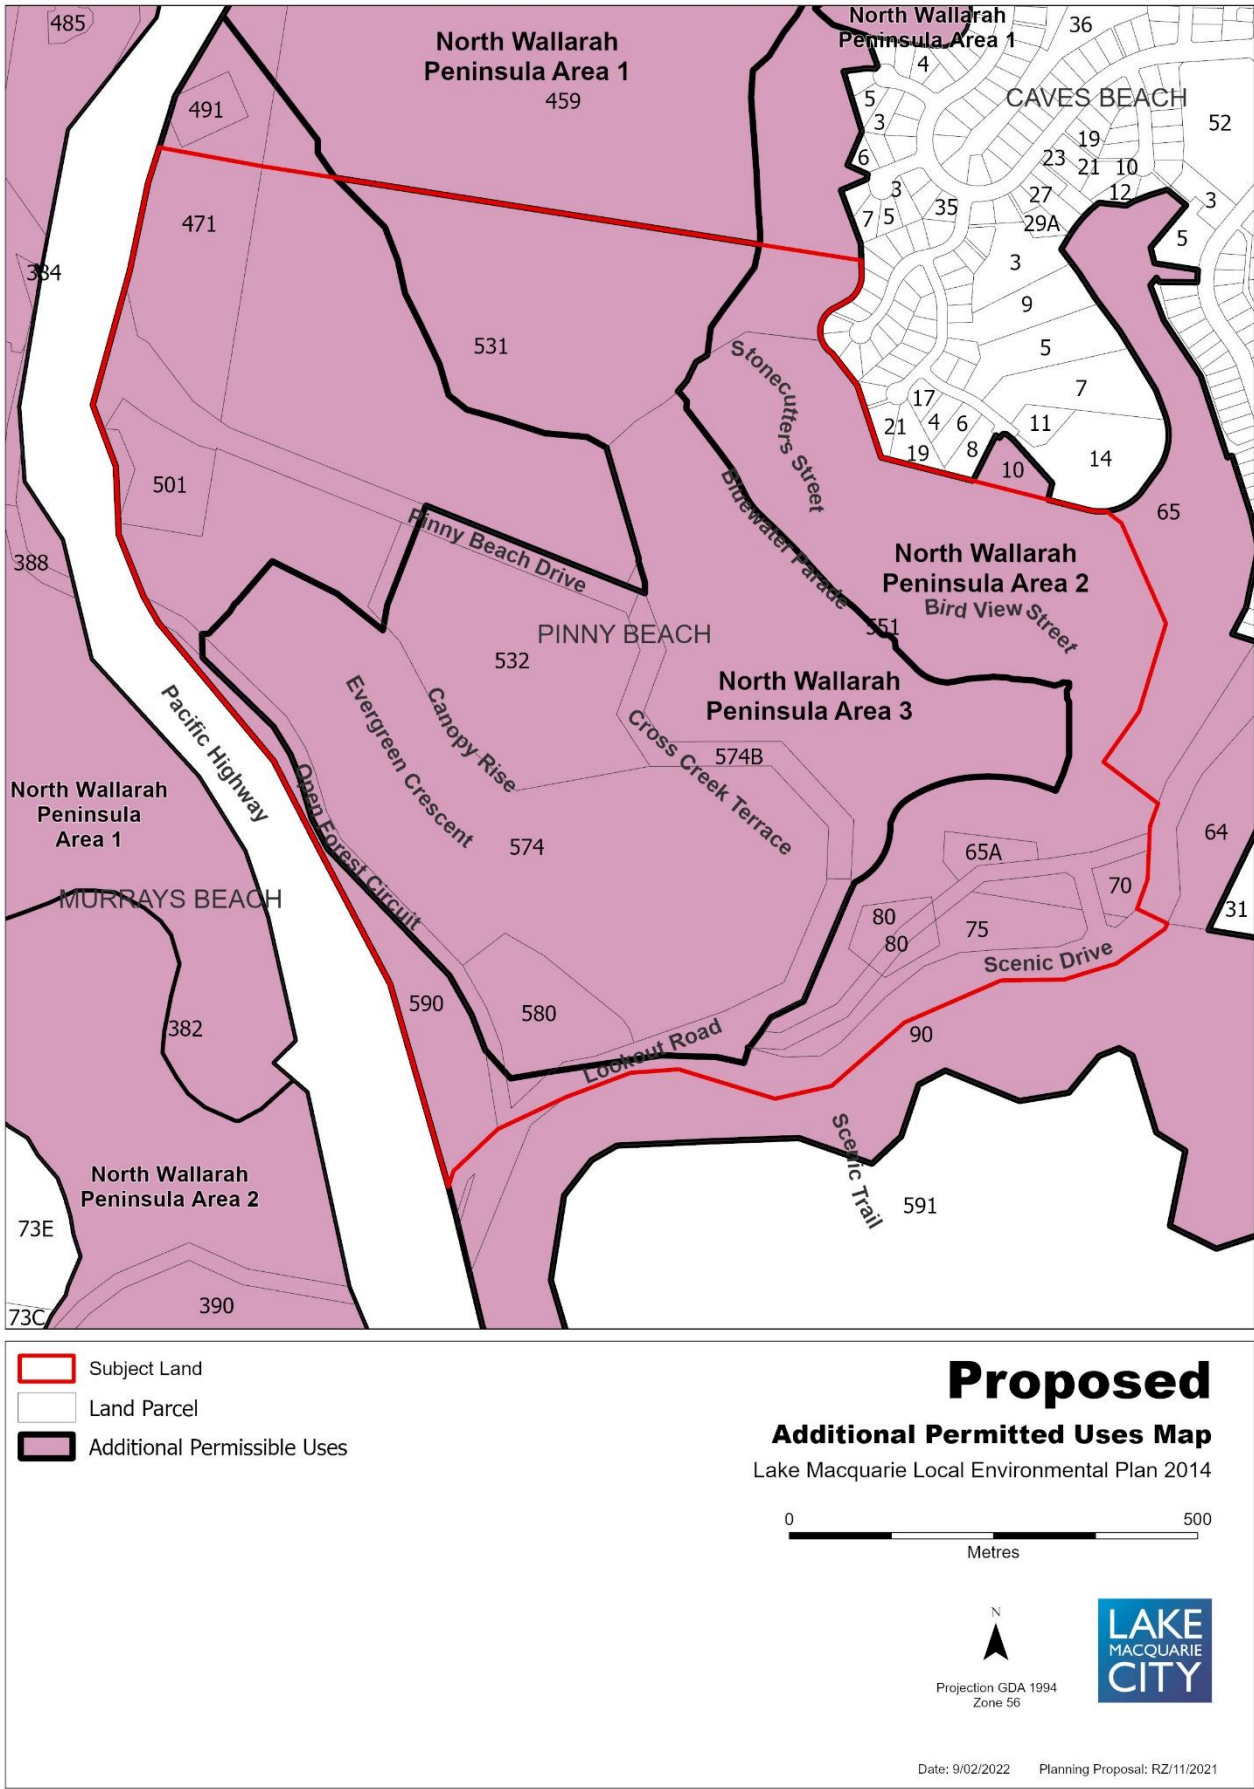 485
North Wallarah
Peninsula Area 1
459
North Wallarah
Peninsula Area 1
36
4
CAVES BEACH
491
5
3
52
19
6
23
21
10
3
27
12
3
471
7
5
35
29A
5
384
3
9
531
5
Stonecutters Street
7
17
21
4
6
11
19
8
14
501
10
65
Bluewater Parade
Pinny Beach Drive
388
North Wallarah
Peninsula Area 2
Bird View Street
551
PINNY BEACH
532
North Wallarah
Peninsula Area 3
Evergreen Crescent
Canopy Rise
Cross Creek Terrace
574B
Pacific Highway
North Wallarah
Peninsula
Area 1
Open Forest Circuit
574
64
65A
70
MURRAYS BEACH
31
80
80
75
Scenic Drive
590
580
382
90
Lookout Road
Scenic Trail
North Wallarah
Peninsula Area 2
591
73E
390
73C
Subject Land
Land Parcel
Additional Permissible Uses
Proposed
Additional Permitted Uses Map
Lake Macquarie Local Environmental Plan 2014
0 500
Metres
N
Projection GDA 1994
Zone 56
LAKE
MACQUARIE
CITY
Date: 9/02/2022 Planning Proposal: RZ/11/2021